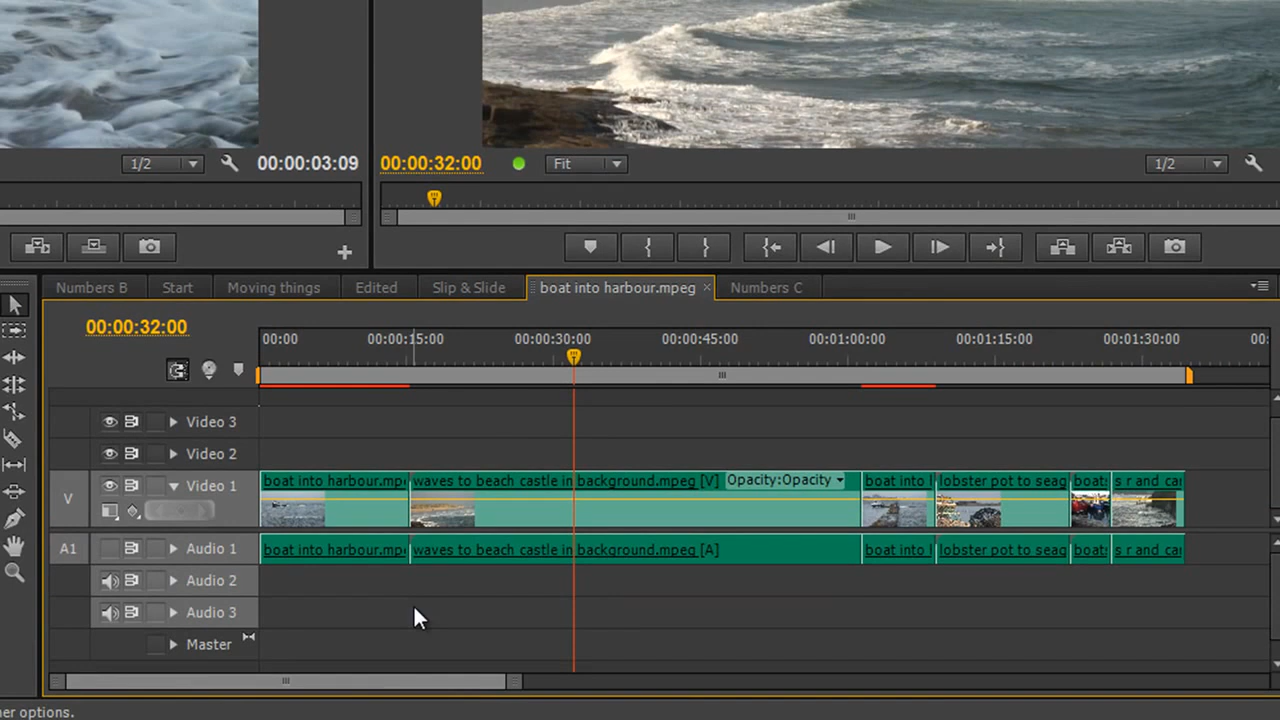 1/2
00:00:03:09
00:00:32:00
Fit
1/2
Numbers B
Start
Moving things
Edited
Slip & Slide
boat into harbour.mpeg
Numbers C
00:00:32:00
00:00
00:00:15:00
00:00:30:00
00:00:45:00
00:01:00:00
00:01:15:00
00:01:30:00
00:
Video 3
Video 2
V
Video 1
boat into harbour.mpe
waves to beach castle in background.mpeg [V]
Opacity:Opacity
boat into l
lobster pot to seag
boat:
s r and car
A1
Audio 1
boat into harbour.mpe
waves to beach castle in background.mpeg [A]
boat into l
lobster pot to seag
boat:
s r and car
Audio 2
Audio 3
Master
ner options.